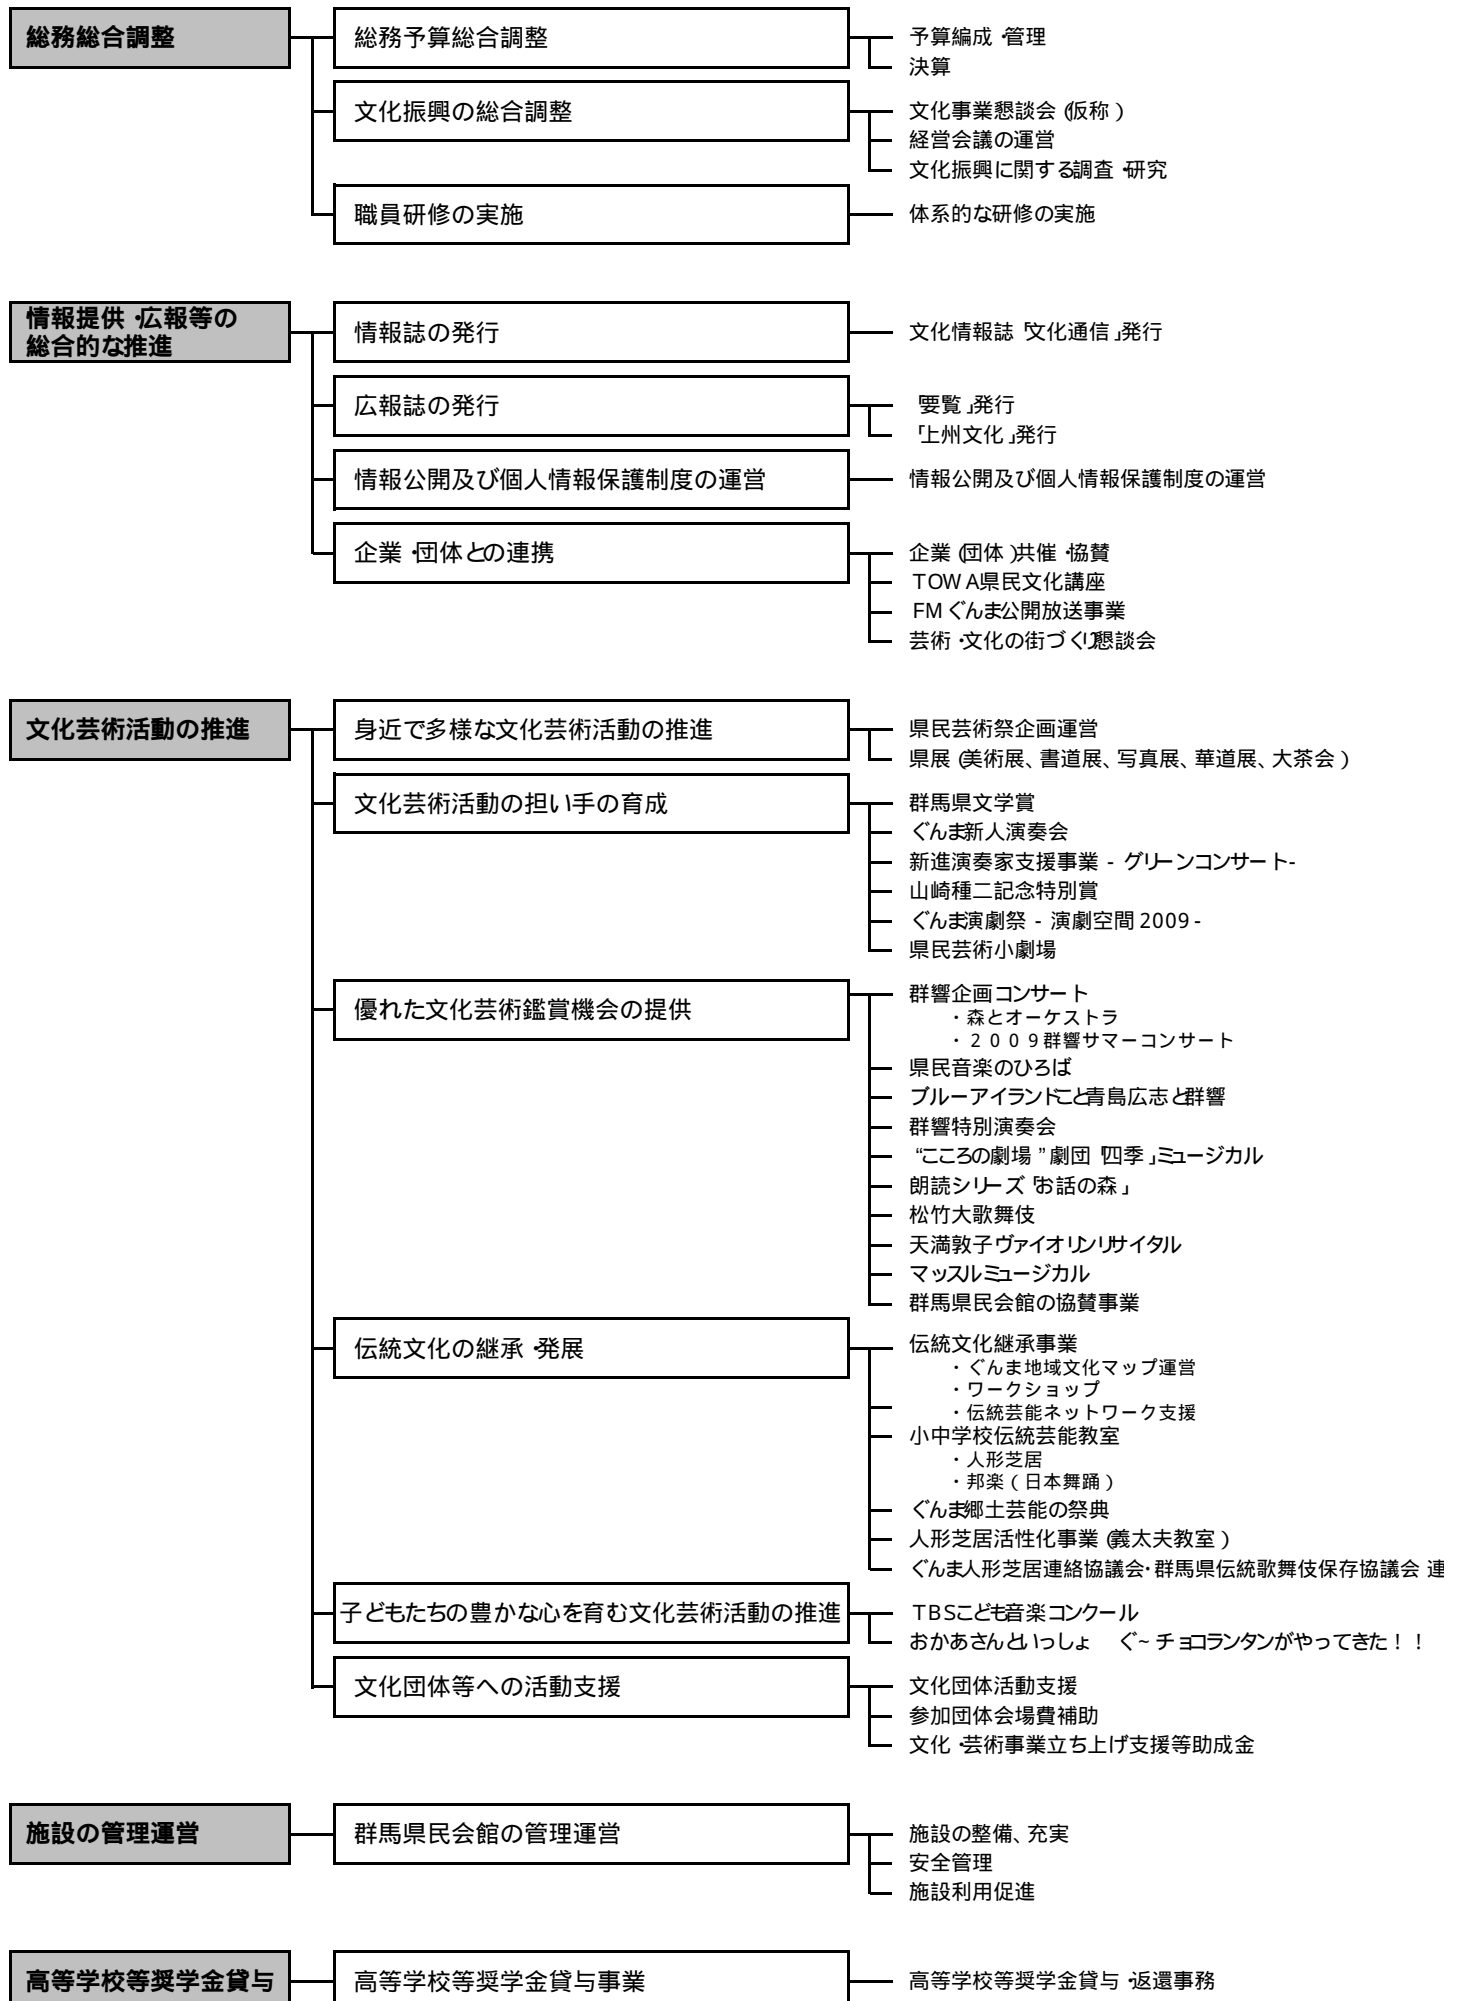 総務総合調整
総務予算総合調整
予算編成・管理
決算
文化振興の総合調整
文化事業懇談会(仮称)
経営会議の運営
文化振興に関する調査・研究
職員研修の実施
体系的な研修の実施
情報提供・広報等の
総合的な推進
情報誌の発行
文化情報誌「文化通信」発行
広報誌の発行
「要覧」発行
「上州文化」発行
情報公開及び個人情報保護制度の運営
情報公開及び個人情報保護制度の運営
企業・団体との連携
企業(団体)共催・協賛
TOWA県民文化講座
FMぐんま公開放送事業
芸術・文化の街づくり懇談会
文化芸術活動の推進
身近で多様な文化芸術活動の推進
県民芸術祭企画運営
県展(美術展、書道展、写真展、華道展、大茶会)
文化芸術活動の担い手の育成
群馬県文学賞
ぐんま新人演奏会
新進演奏家支援事業 - グリーンコンサート-
山崎種二記念特別賞
ぐんま演劇祭 - 演劇空間2009-
県民芸術小劇場
優れた文化芸術鑑賞機会の提供
群響企画コンサート
・森とオーケストラ
・2009群響サマーコンサート
県民音楽のひろば
ブルーアイランドこと青島広志と群響
群響特別演奏会
“こころの劇場”劇団「四季」ミュージカル
朗読シリーズ「お話の森」
松竹大歌舞伎
天満敦子ヴァイオリンリサイタル
マッスルミュージカル
群馬県民会館の協賛事業
伝統文化の継承・発展
伝統文化継承事業
・ぐんま地域文化マップ運営
・ワークショップ
・伝統芸能ネットワーク支援
小中学校伝統芸能教室
・人形芝居
・邦楽(日本舞踊)
ぐんま郷土芸能の祭典
人形芝居活性化事業(義太夫教室)
ぐんま人形芝居連絡協議会・群馬県伝統歌舞伎保存協議会 連
子どもたちの豊かな心を育む文化芸術活動の推進
TBSこども音楽コンクール
おかあさんといっしょ ぐ~チョコランタンがやってきた!!
文化団体等への活動支援
文化団体活動支援
参加団体会場費補助
文化・芸術事業立ち上げ支援等助成金
施設の管理運営
群馬県民会館の管理運営
施設の整備、充実
安全管理
施設利用促進
高等学校等奨学金貸与
高等学校等奨学金貸与事業
高等学校等奨学金貸与・返還事務